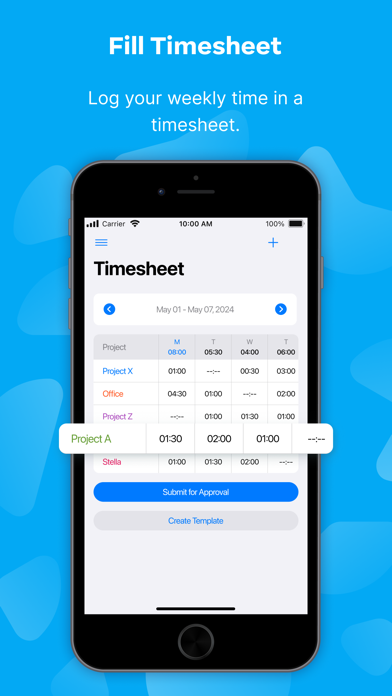 Fill Timesheet
Log your weekly time in a
timesheet.
Carrier 10:00 AM 100%
Timesheet
May 01 - May 07, 2024
Project M T W T
08:00 05:30 04:00 06:00
Project X 01:00 --:-- 00:30 03:00
Office 04:30 01:00 --:-- 02:00
Project Z --:-- 01:00 01:30 01:00
Project A 01:30 02:00 01:00 --:--
Stella 01:00 01:30 02:00 --:--
Submit for Approval
Create Template